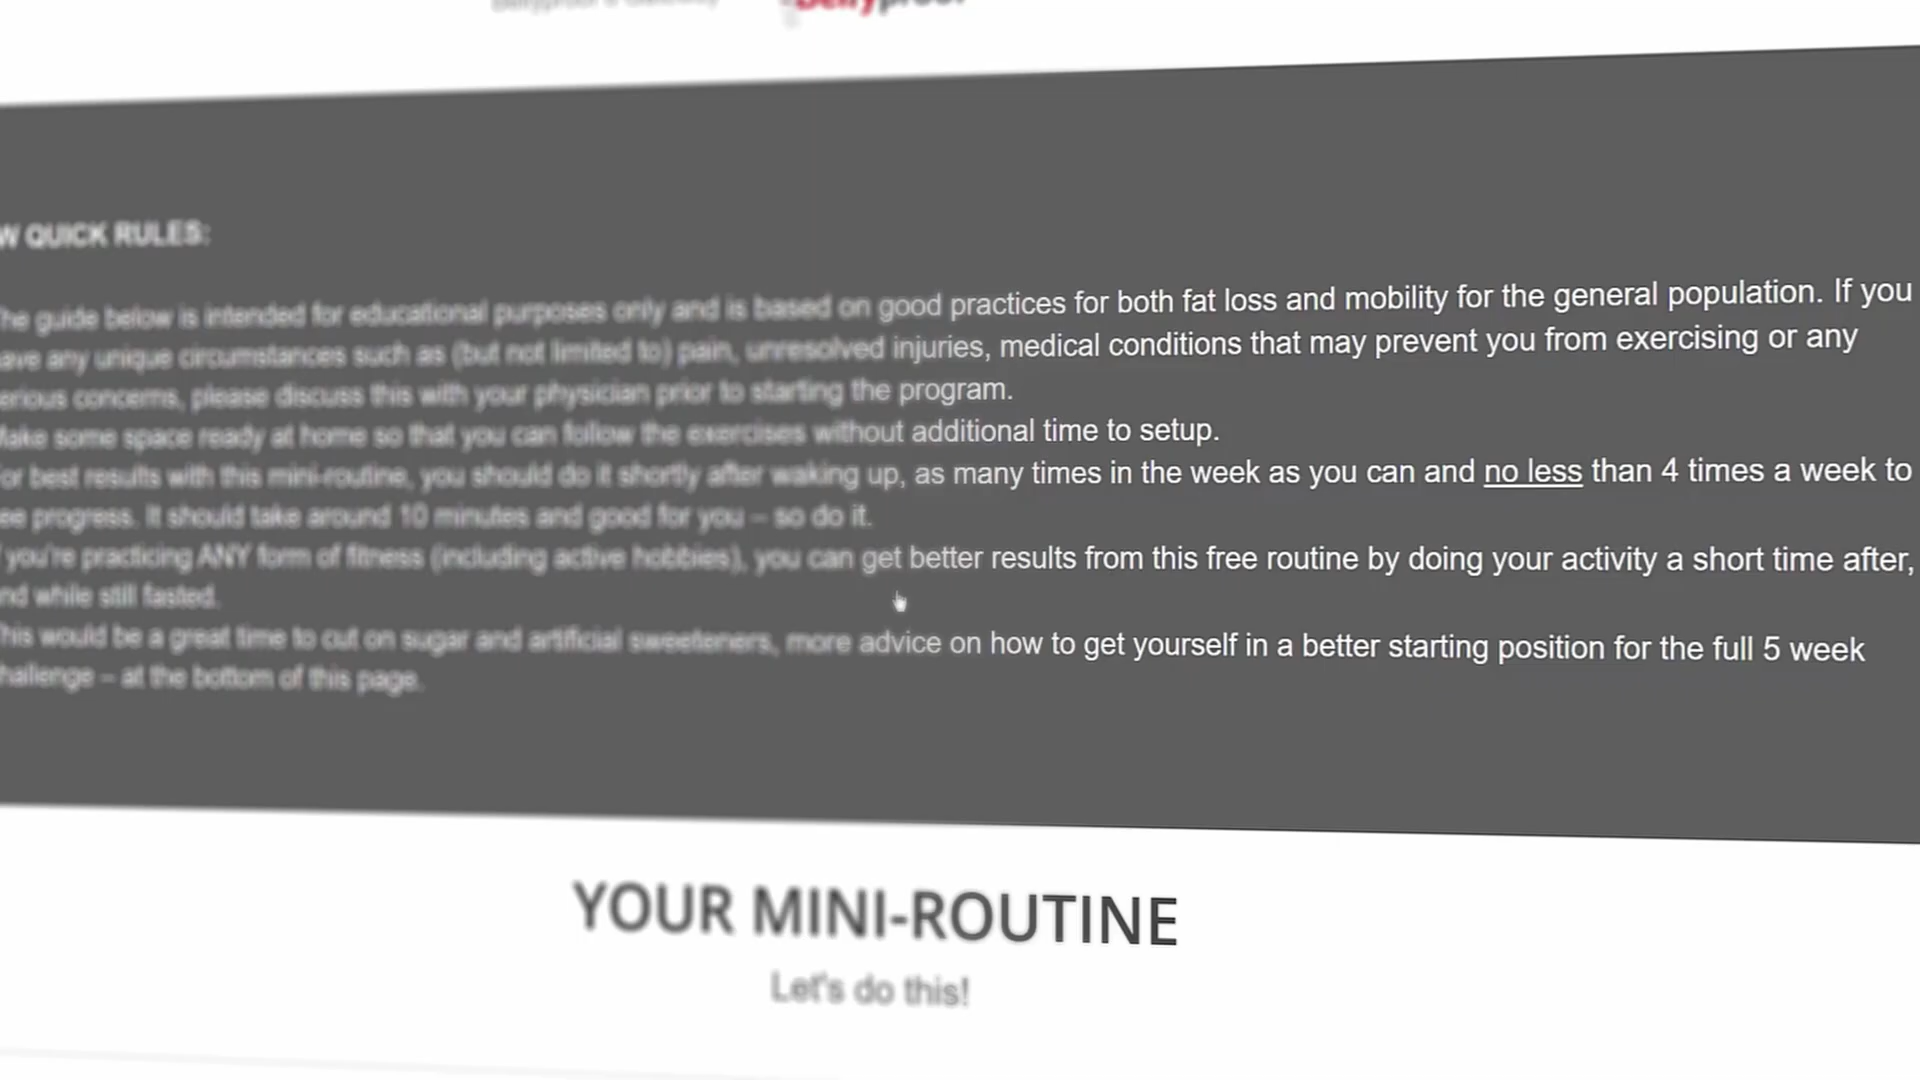 Bellyproof
W QUICK RULES:
he guide below is intended for educational purposes only and is based on good practices for both fat loss and mobility for the general population. If you
ave any unique circumstances such as (but not limited to) pain, unresolved injuries, medical conditions that may prevent you from exercising or any
erious concerns, please discuss this with your physician prior to starting the program.
ake some space ready at home so that you can follow the exercises without additional time to setup.
or best results with this mini-routine, you should do it shortly after waking up, as many times in the week as you can and no less than 4 times a week to
ee progress. It should take around 10 minutes and good for you – so do it.
you're practicing ANY form of fitness (including active hobbies), you can get better results from this free routine by doing your activity a short time after,
nd while still fasted.
his would be a great time to cut on sugar and artificial sweeteners, more advice on how to get yourself in a better starting position for the full 5 week
hallenge – at the bottom of this page.
YOUR MINI-ROUTINE
Let's do this!